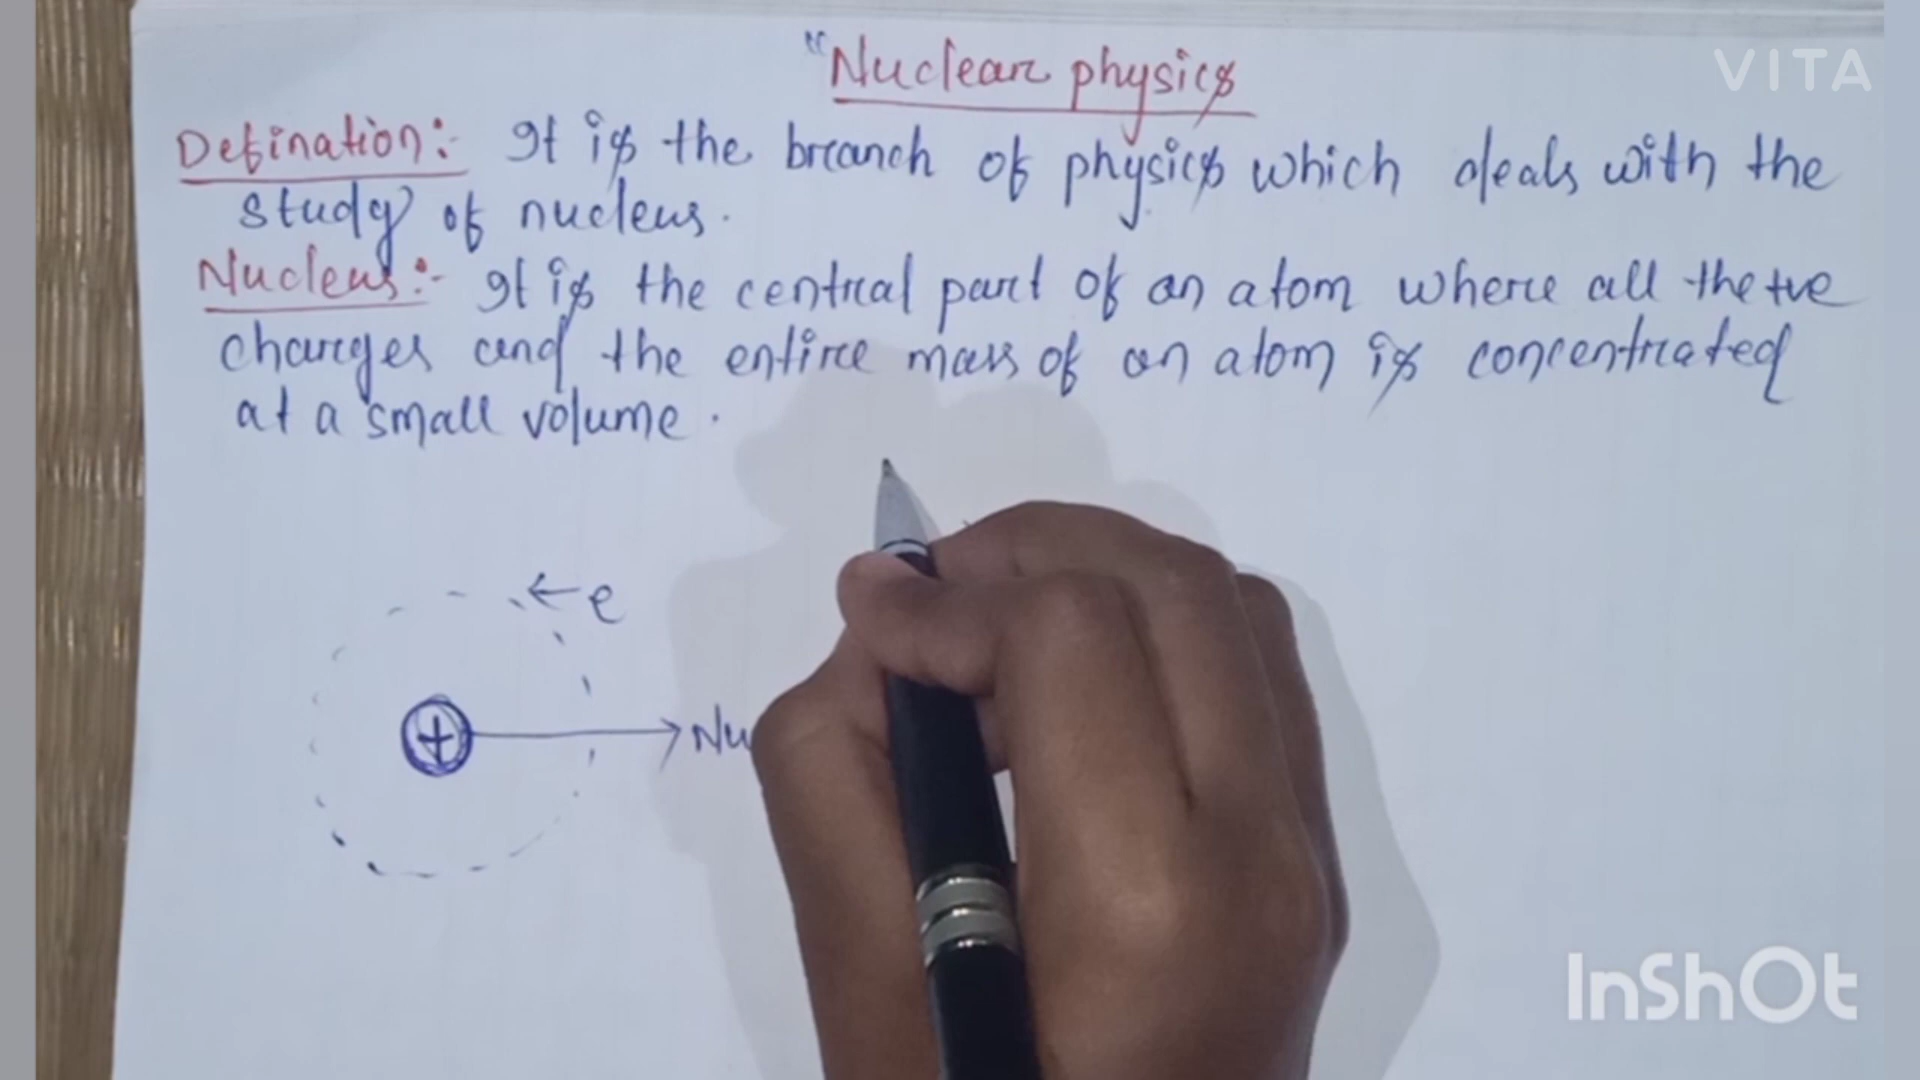 "Nuclear physics
VITA
Defination:- It is the branch of physics which deals with the
study of nucleus.
Nucleus:- It is the central part of an atom where all the +ve
charges and the entire mass of an atom is concentrated
at a small volume.
← e
+
Nu
InShOt